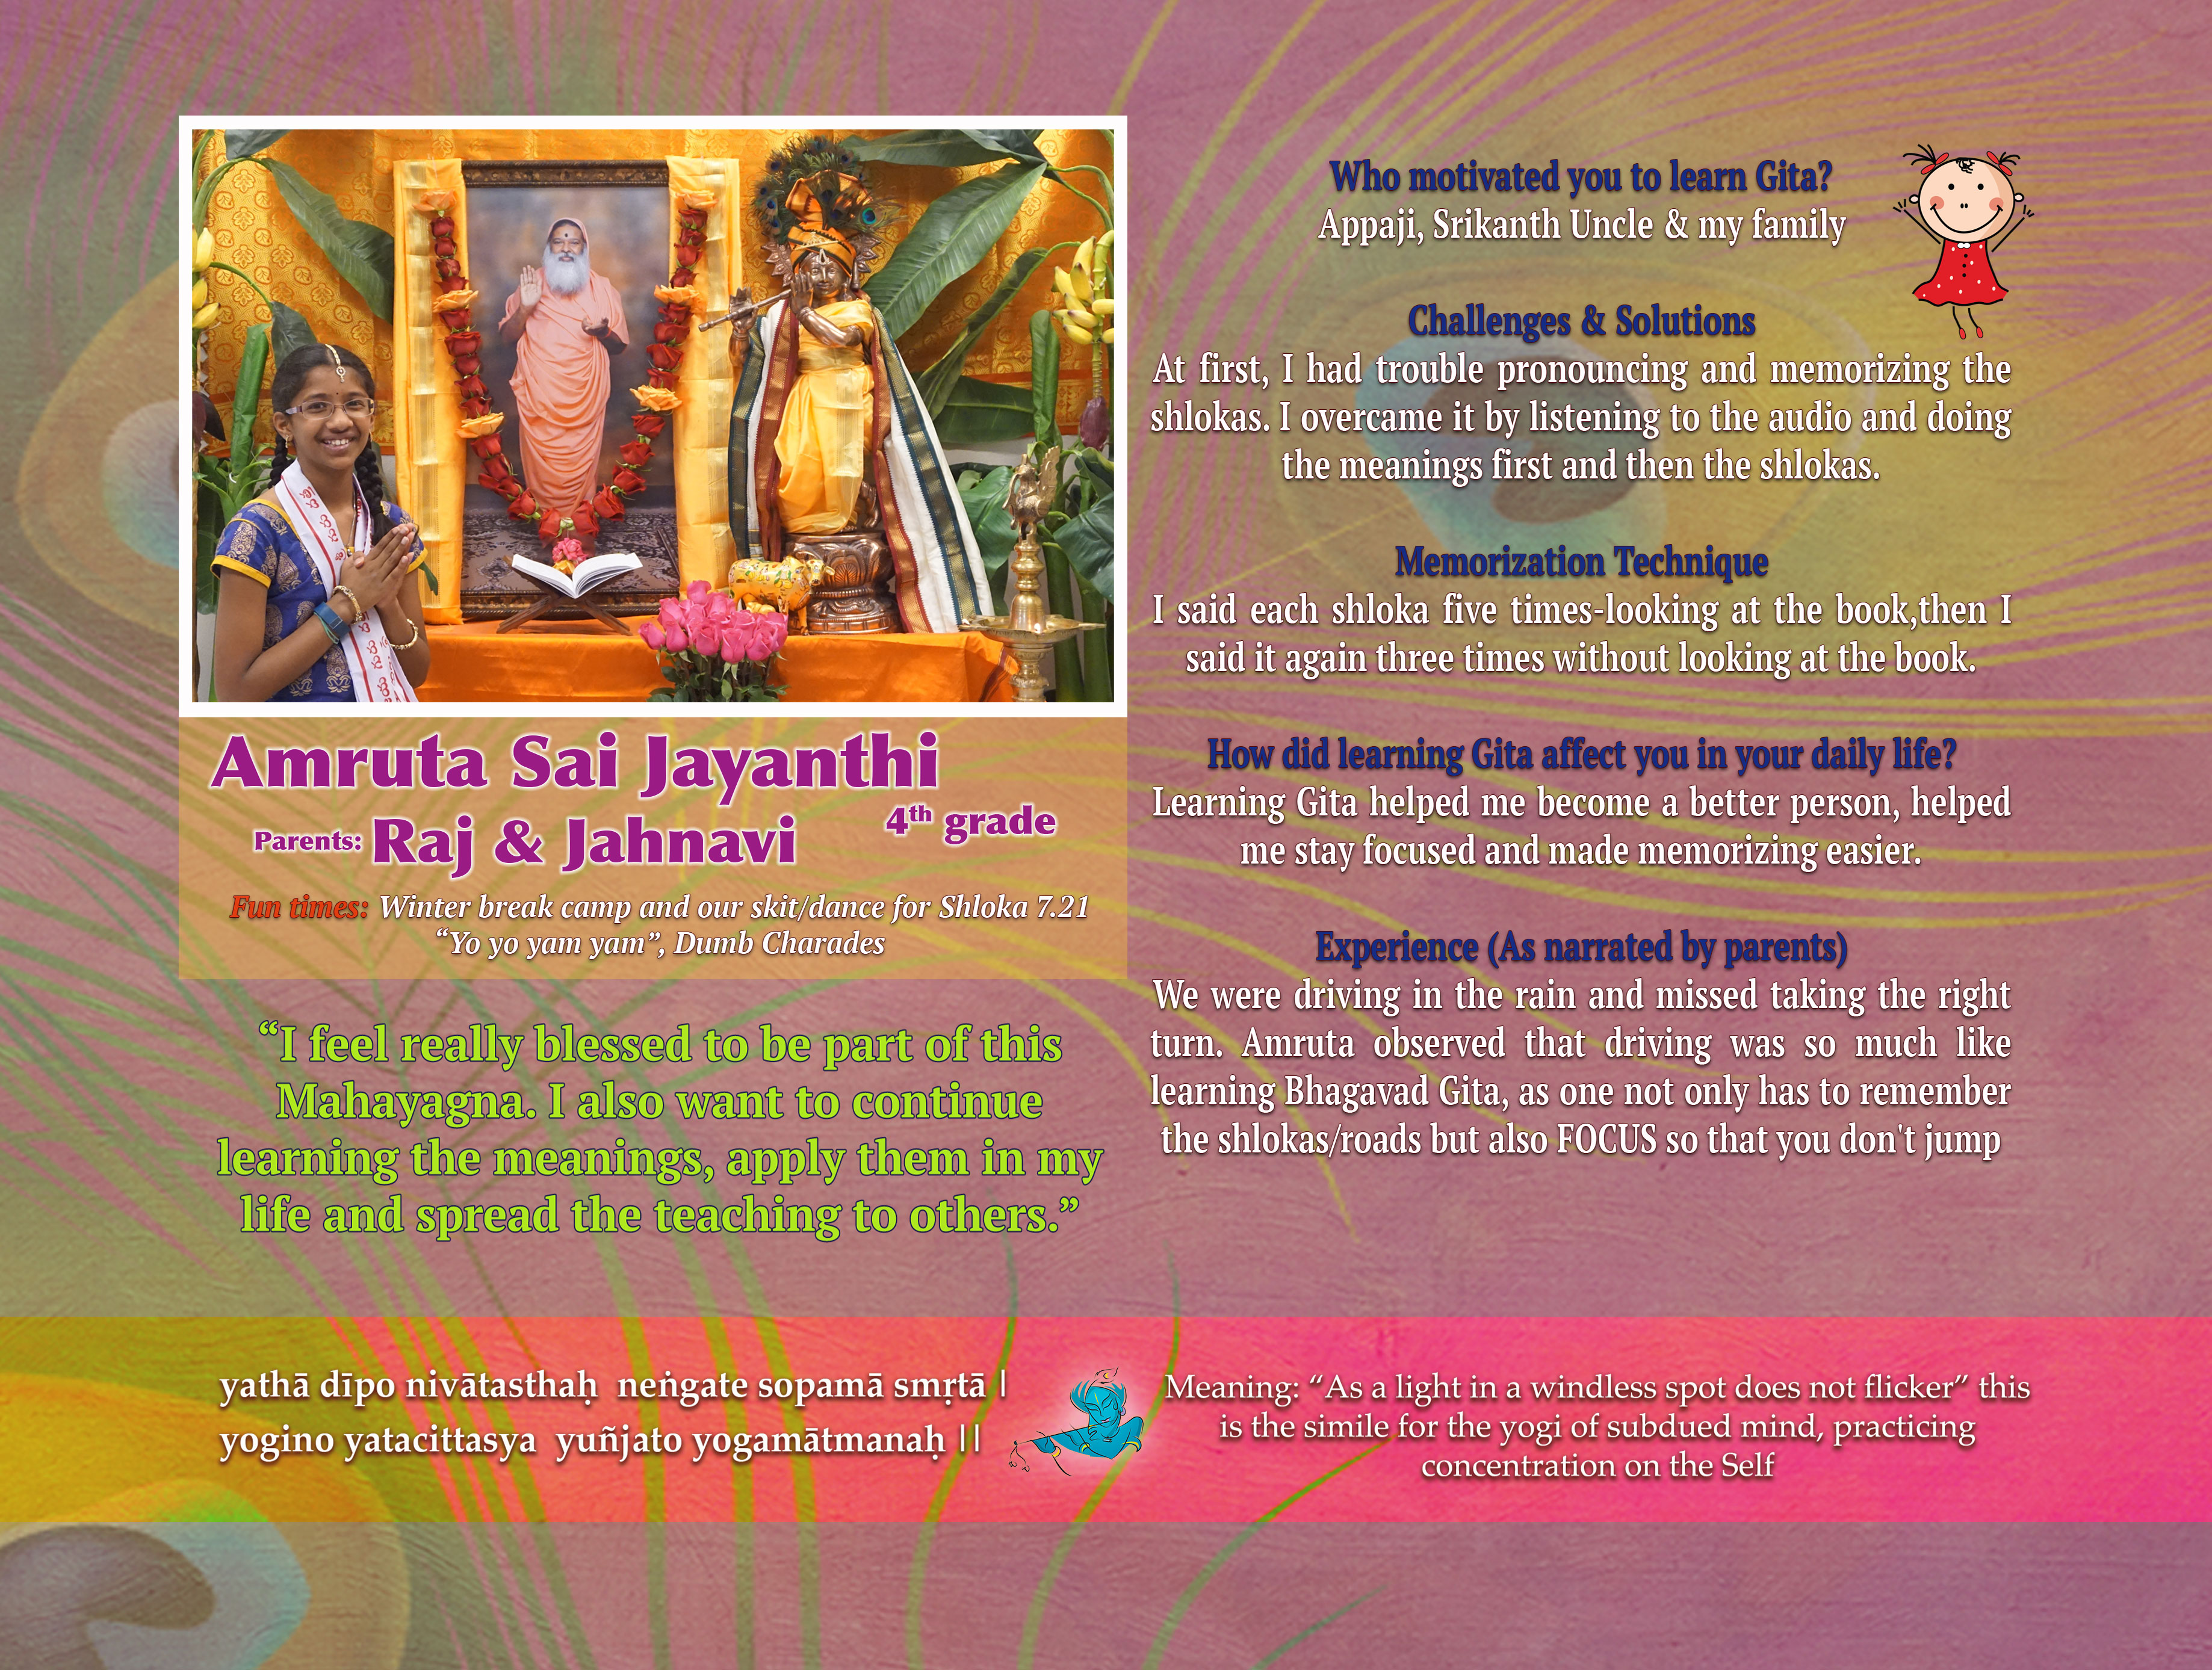 Amruta Sai Jayanthi
Parents: Raj & Jahnavi
4th grade
Fun times: Winter break camp and our skit/dance for Shloka 7.21
“Yo yo yam yam”, Dumb Charades
“I feel really blessed to be part of this
Mahayagna. I also want to continue
learning the meanings, apply them in my
life and spread the teaching to others.”
Who motivated you to learn Gita?
Appaji, Srikanth Uncle & my family
Challenges & Solutions
At first, I had trouble pronouncing and memorizing the
shlokas. I overcame it by listening to the audio and doing
the meanings first and then the shlokas.
Memorization Technique
I said each shloka five times-looking at the book,then I
said it again three times without looking at the book.
How did learning Gita affect you in your daily life?
Learning Gita helped me become a better person, helped
me stay focused and made memorizing easier.
Experience (As narrated by parents)
We were driving in the rain and missed taking the right
turn. Amruta observed that driving was so much like
learning Bhagavad Gita, as one not only has to remember
the shlokas/roads but also FOCUS so that you don't jump
yathā dīpo nivātasthaḥ neṅgate sopamā smṛtā |
yogino yatacittasya yuñjato yogamātmanaḥ ||
Meaning: “As a light in a windless spot does not flicker” this
is the simile for the yogi of subdued mind, practicing
concentration on the Self